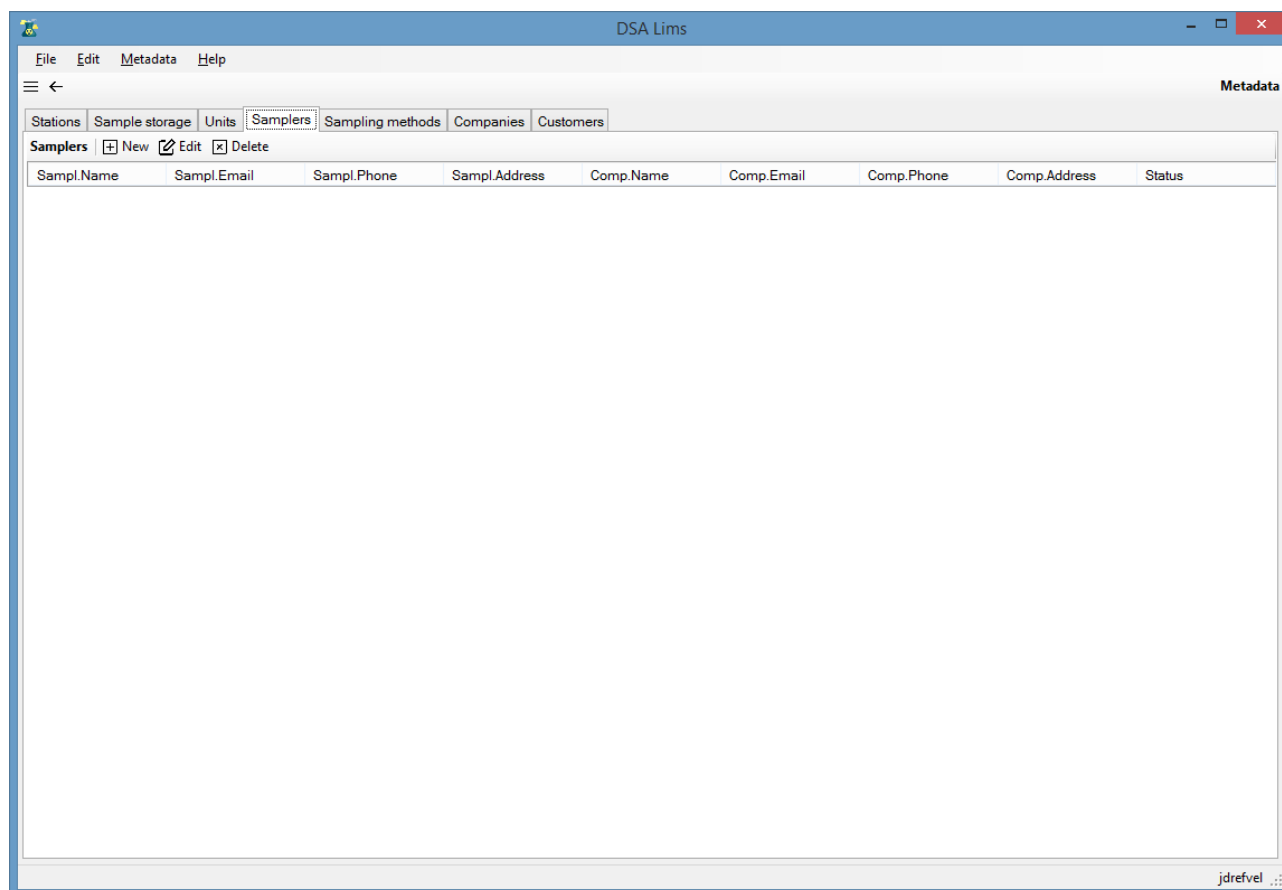 DSA Lims
File Edit Metadata Help
Metadata
Stations Sample storage Units Samplers Sampling methods Companies Customers
Samplers New Edit Delete
Sampl.Name Sampl.Email Sampl.Phone Sampl.Address Comp.Name Comp.Email Comp.Phone Comp.Address Status
jdrefvel